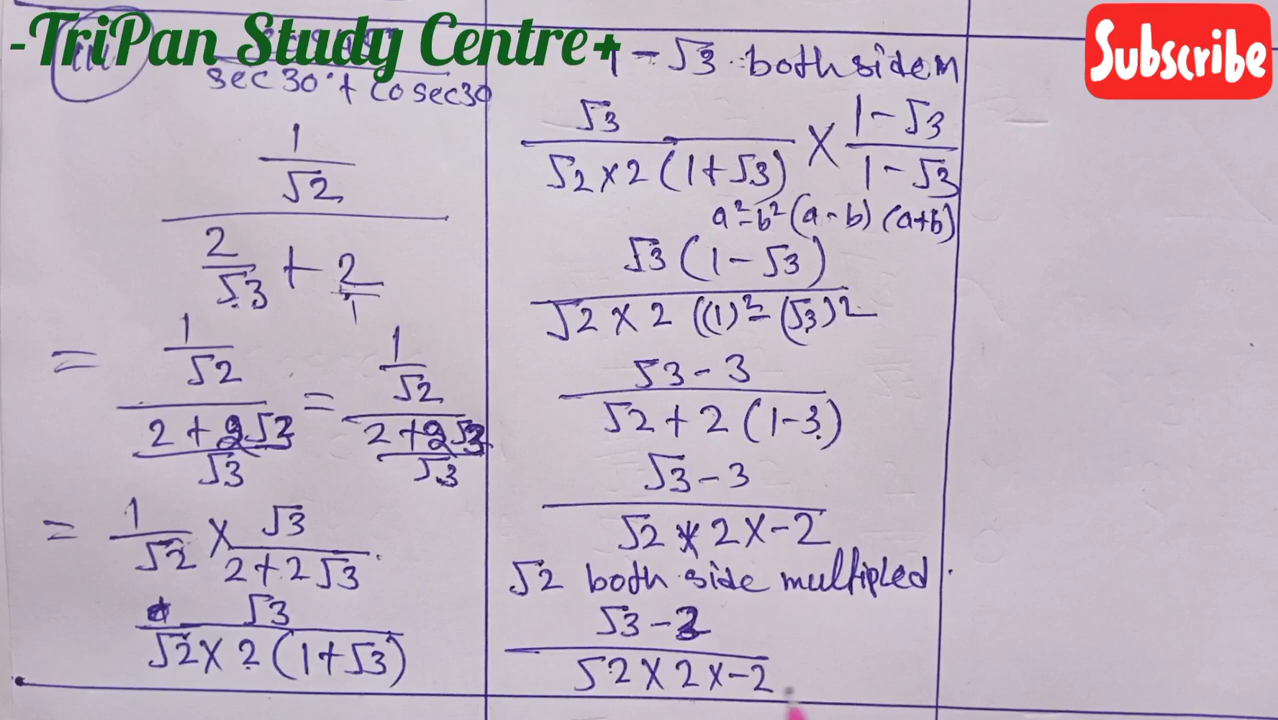 -TriPan Study Centre+
Subscribe
(iii)
sec30°+cosec30
1
√2
2/√3 + 2/1
= 1/√2 = 1/√2
2+2√3 2+2√3
√3 √3
= 1/√2 × √3/2+2√3
√3
√2×2(1+√3)
1-√3 both side m
√3/√2×2(1+√3) × 1-√3/1-√3
a²-b²(a-b)(a+b)
√3(1-√3)
√2×2((1)²-(√3)2
√3-3
√2+2(1-3)
√3-3
√2×2×-2
√2 both side multipled.
√3-3
√2×2×-2